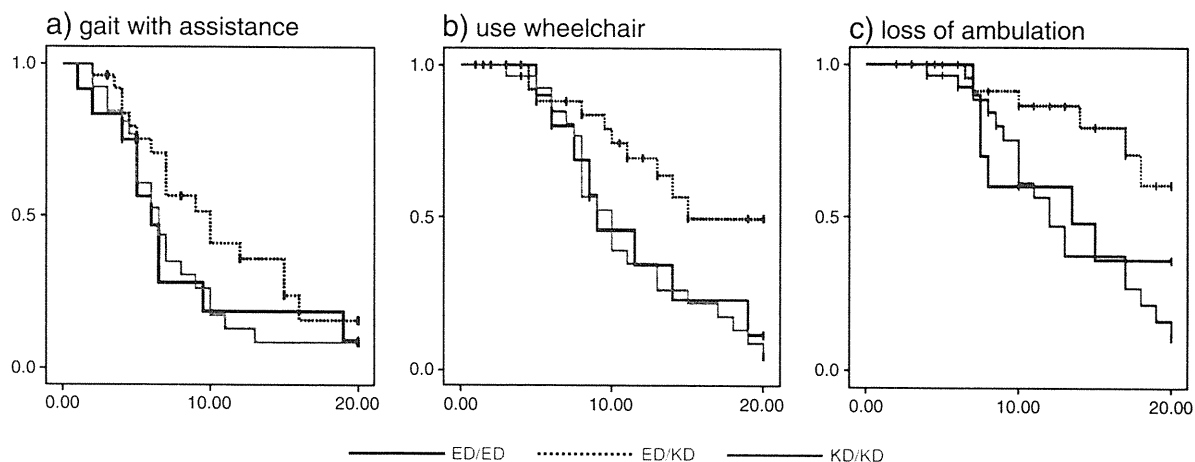 a) gait with assistance
b) use wheelchair
c) loss of ambulation
1.0
0.5
0.0
0.00 10.00 20.00
1.0
0.5
0.0
0.00 10.00 20.00
1.0
0.5
0.0
0.00 10.00 20.00
ED/ED ED/KD KD/KD